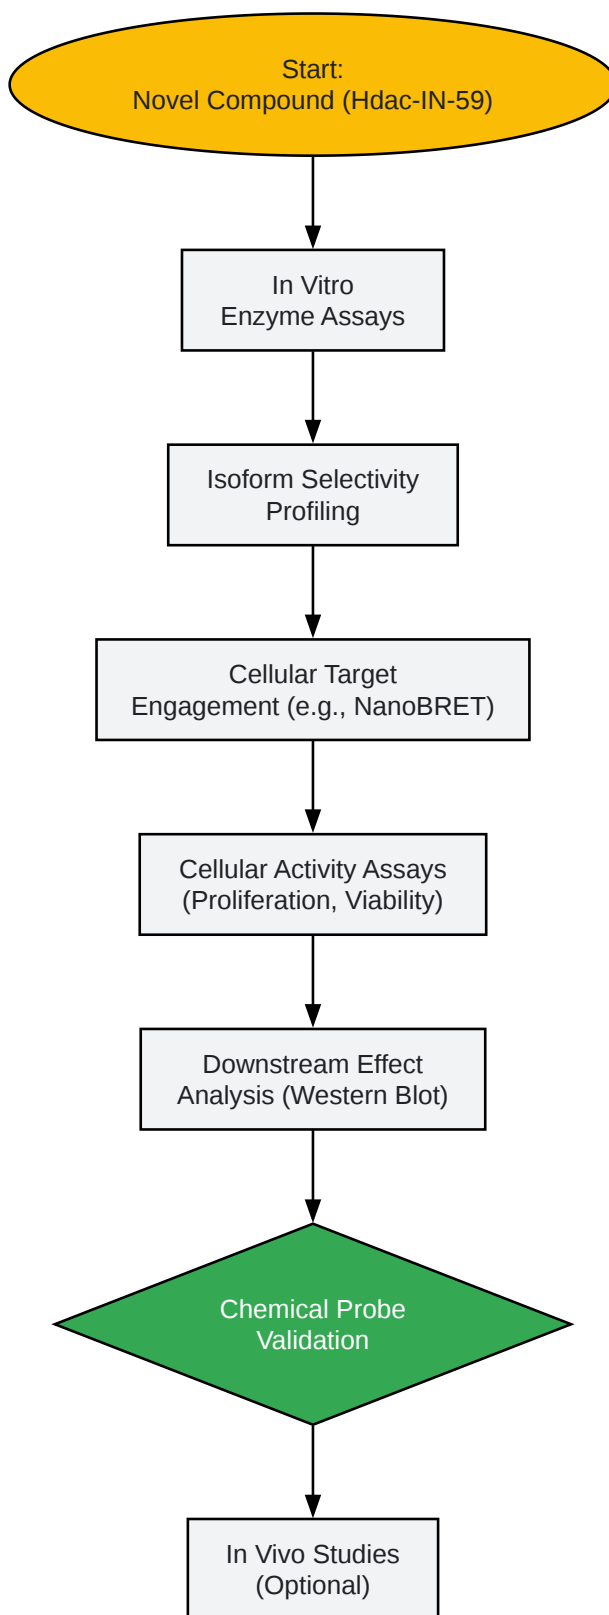 Start:
Novel Compound (Hdac-IN-59)
In Vitro
Enzyme Assays
Isoform Selectivity
Profiling
Cellular Target
Engagement (e.g., NanoBRET)
Cellular Activity Assays
(Proliferation, Viability)
Downstream Effect
Analysis (Western Blot)
Chemical Probe
Validation
In Vivo Studies
(Optional)